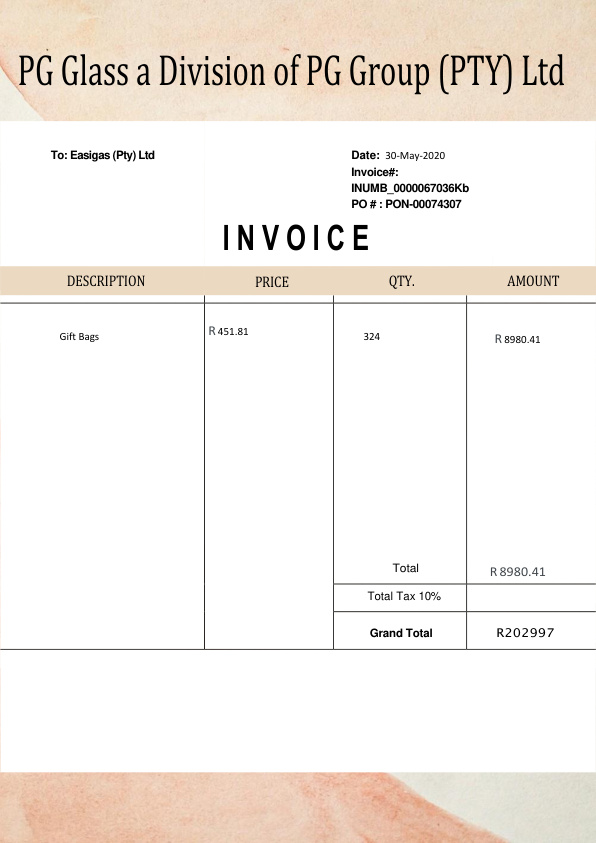 PG Glass a Division of PG Group (PTY) Ltd
To: Easigas (Pty) Ltd
Date: 30-May-2020
Invoice#:
INUMB_0000067036Kb
PO # : PON-00074307
INVOICE
DESCRIPTION PRICE QTY. AMOUNT
Gift Bags R 451.81 324 R 8980.41
Total R 8980.41
Total Tax 10%
Grand Total R202997